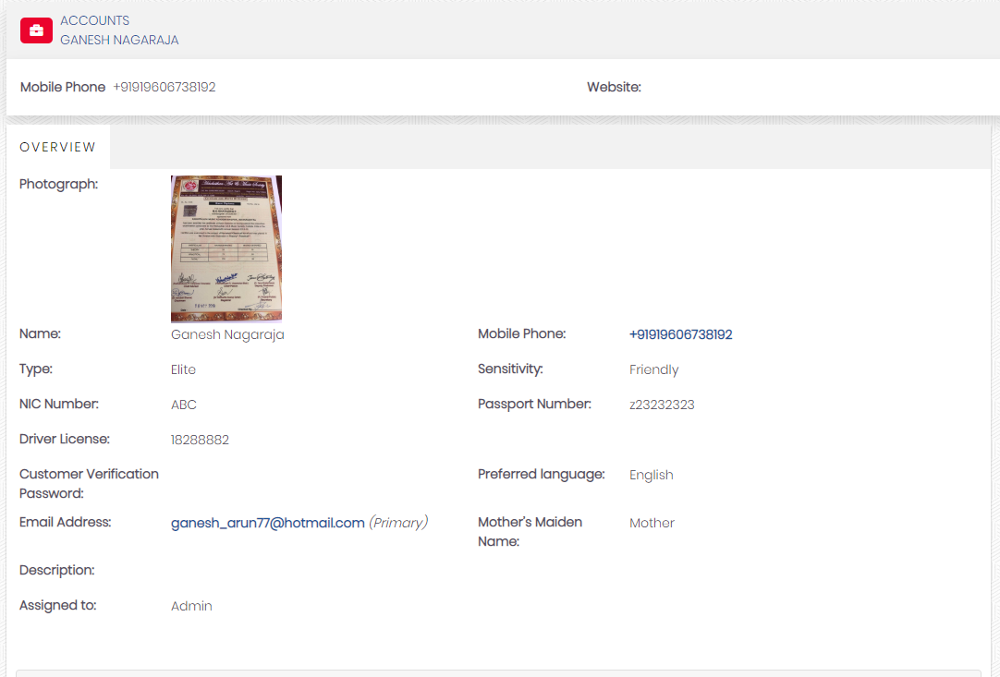 ACCOUNTS
GANESH NAGARAJA
Mobile Phone +91919606738192 Website:
OVERVIEW
Photograph:
Name: Ganesh Nagaraja Mobile Phone: +91919606738192
Type: Elite Sensitivity: Friendly
NIC Number: ABC Passport Number: z23232323
Driver License: 18288882
Customer Verification Password: Preferred language: English
Email Address: ganesh_arun77@hotmail.com (Primary) Mother's Maiden Name: Mother
Description:
Assigned to: Admin